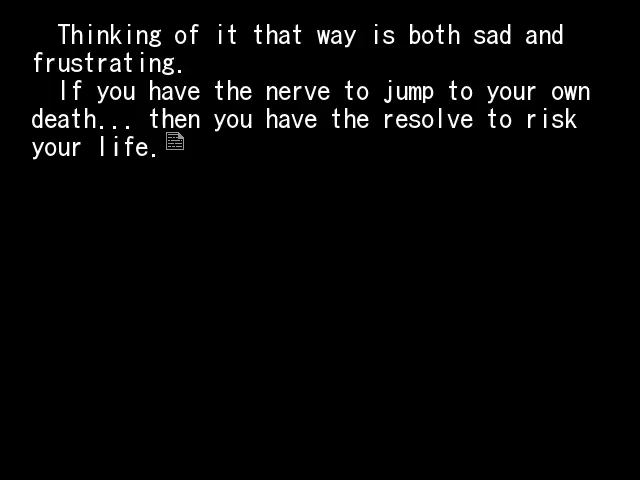 Thinking of it that way is both sad and
frustrating.
If you have the nerve to jump to your own
death... then you have the resolve to risk
your life.